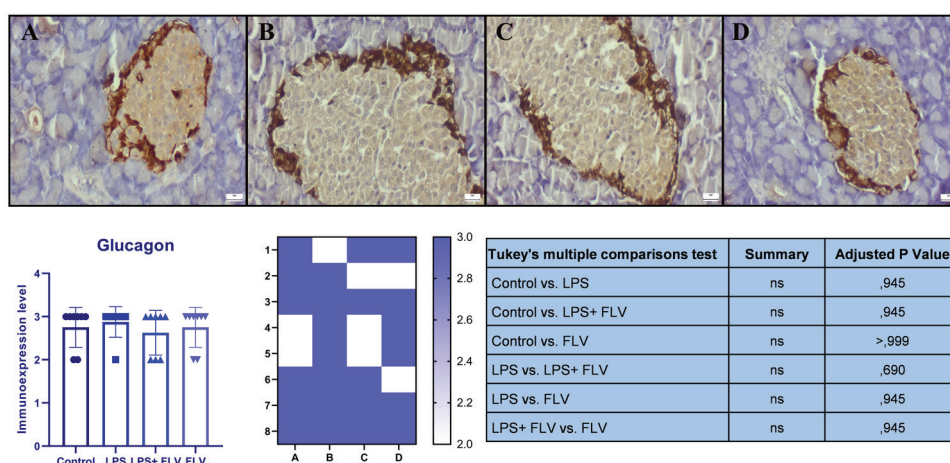 A B C D
Glucagon
Immunoexpression level
4
3
2
1
0
Control LPS LPS+ FLV FLV
1
2
3
4
5
6
7
8
A B C D
3.0
2.8
2.6
2.4
2.2
2.0
Tukey's multiple comparisons test Summary Adjusted P Value
Control vs. LPS ns ,945
Control vs. LPS+ FLV ns ,945
Control vs. FLV ns >,999
LPS vs. LPS+ FLV ns ,690
LPS vs. FLV ns ,945
LPS+ FLV vs. FLV ns ,945